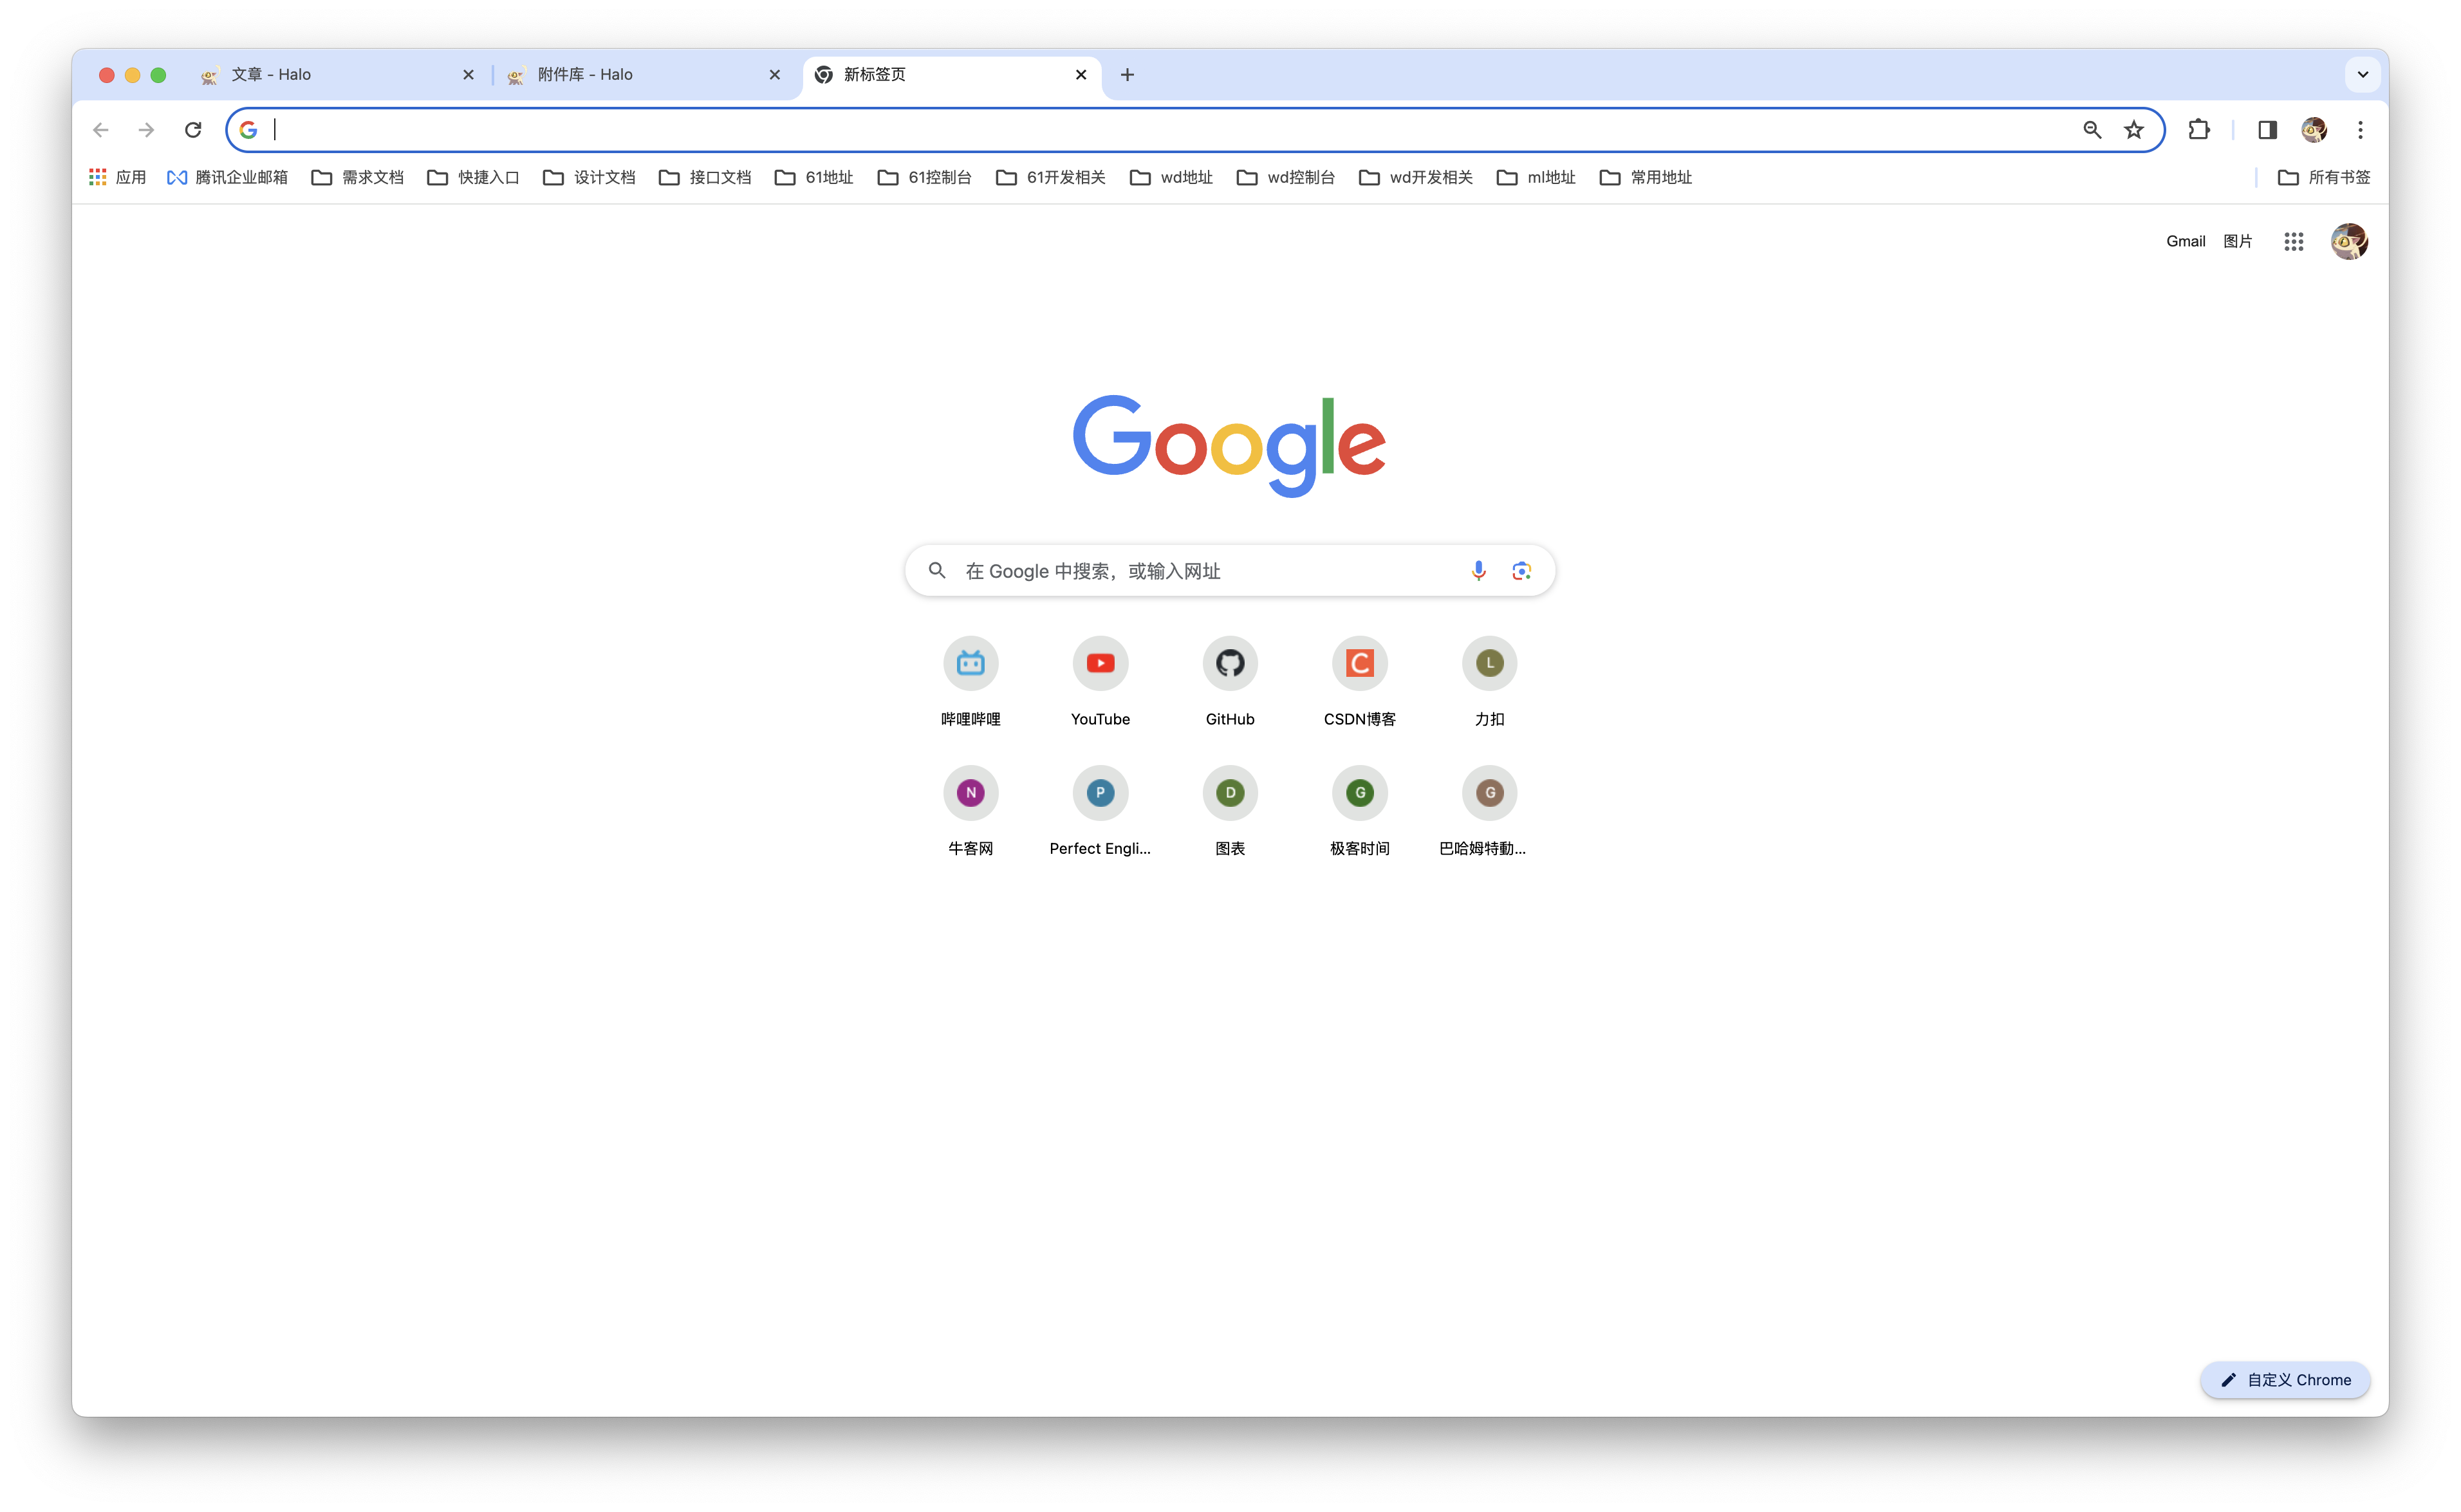 文章 - Halo 附件库 - Halo 新标签页
应用 腾讯企业邮箱 需求文档 快捷入口 设计文档 接口文档 61地址 61控制台 61开发相关 wd地址 wd控制台 wd开发相关 ml地址 常用地址 所有书签
Gmail 图片
Google
在 Google 中搜索，或输入网址
哔哩哔哩 YouTube GitHub CSDN博客 力扣
牛客网 Perfect Engli... 图表 极客时间 巴哈姆特動...
自定义 Chrome